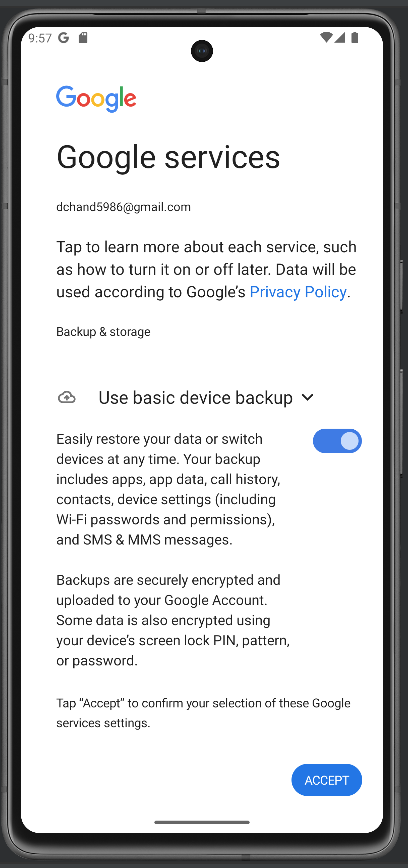 9:57 G
Google
Google services
dchand5986@gmail.com
Tap to learn more about each service, such
as how to turn it on or off later. Data will be
used according to Google’s Privacy Policy.
Backup & storage
Use basic device backup
Easily restore your data or switch
devices at any time. Your backup
includes apps, app data, call history,
contacts, device settings (including
Wi-Fi passwords and permissions),
and SMS & MMS messages.
Backups are securely encrypted and
uploaded to your Google Account.
Some data is also encrypted using
your device’s screen lock PIN, pattern,
or password.
Tap “Accept” to confirm your selection of these Google
services settings.
ACCEPT